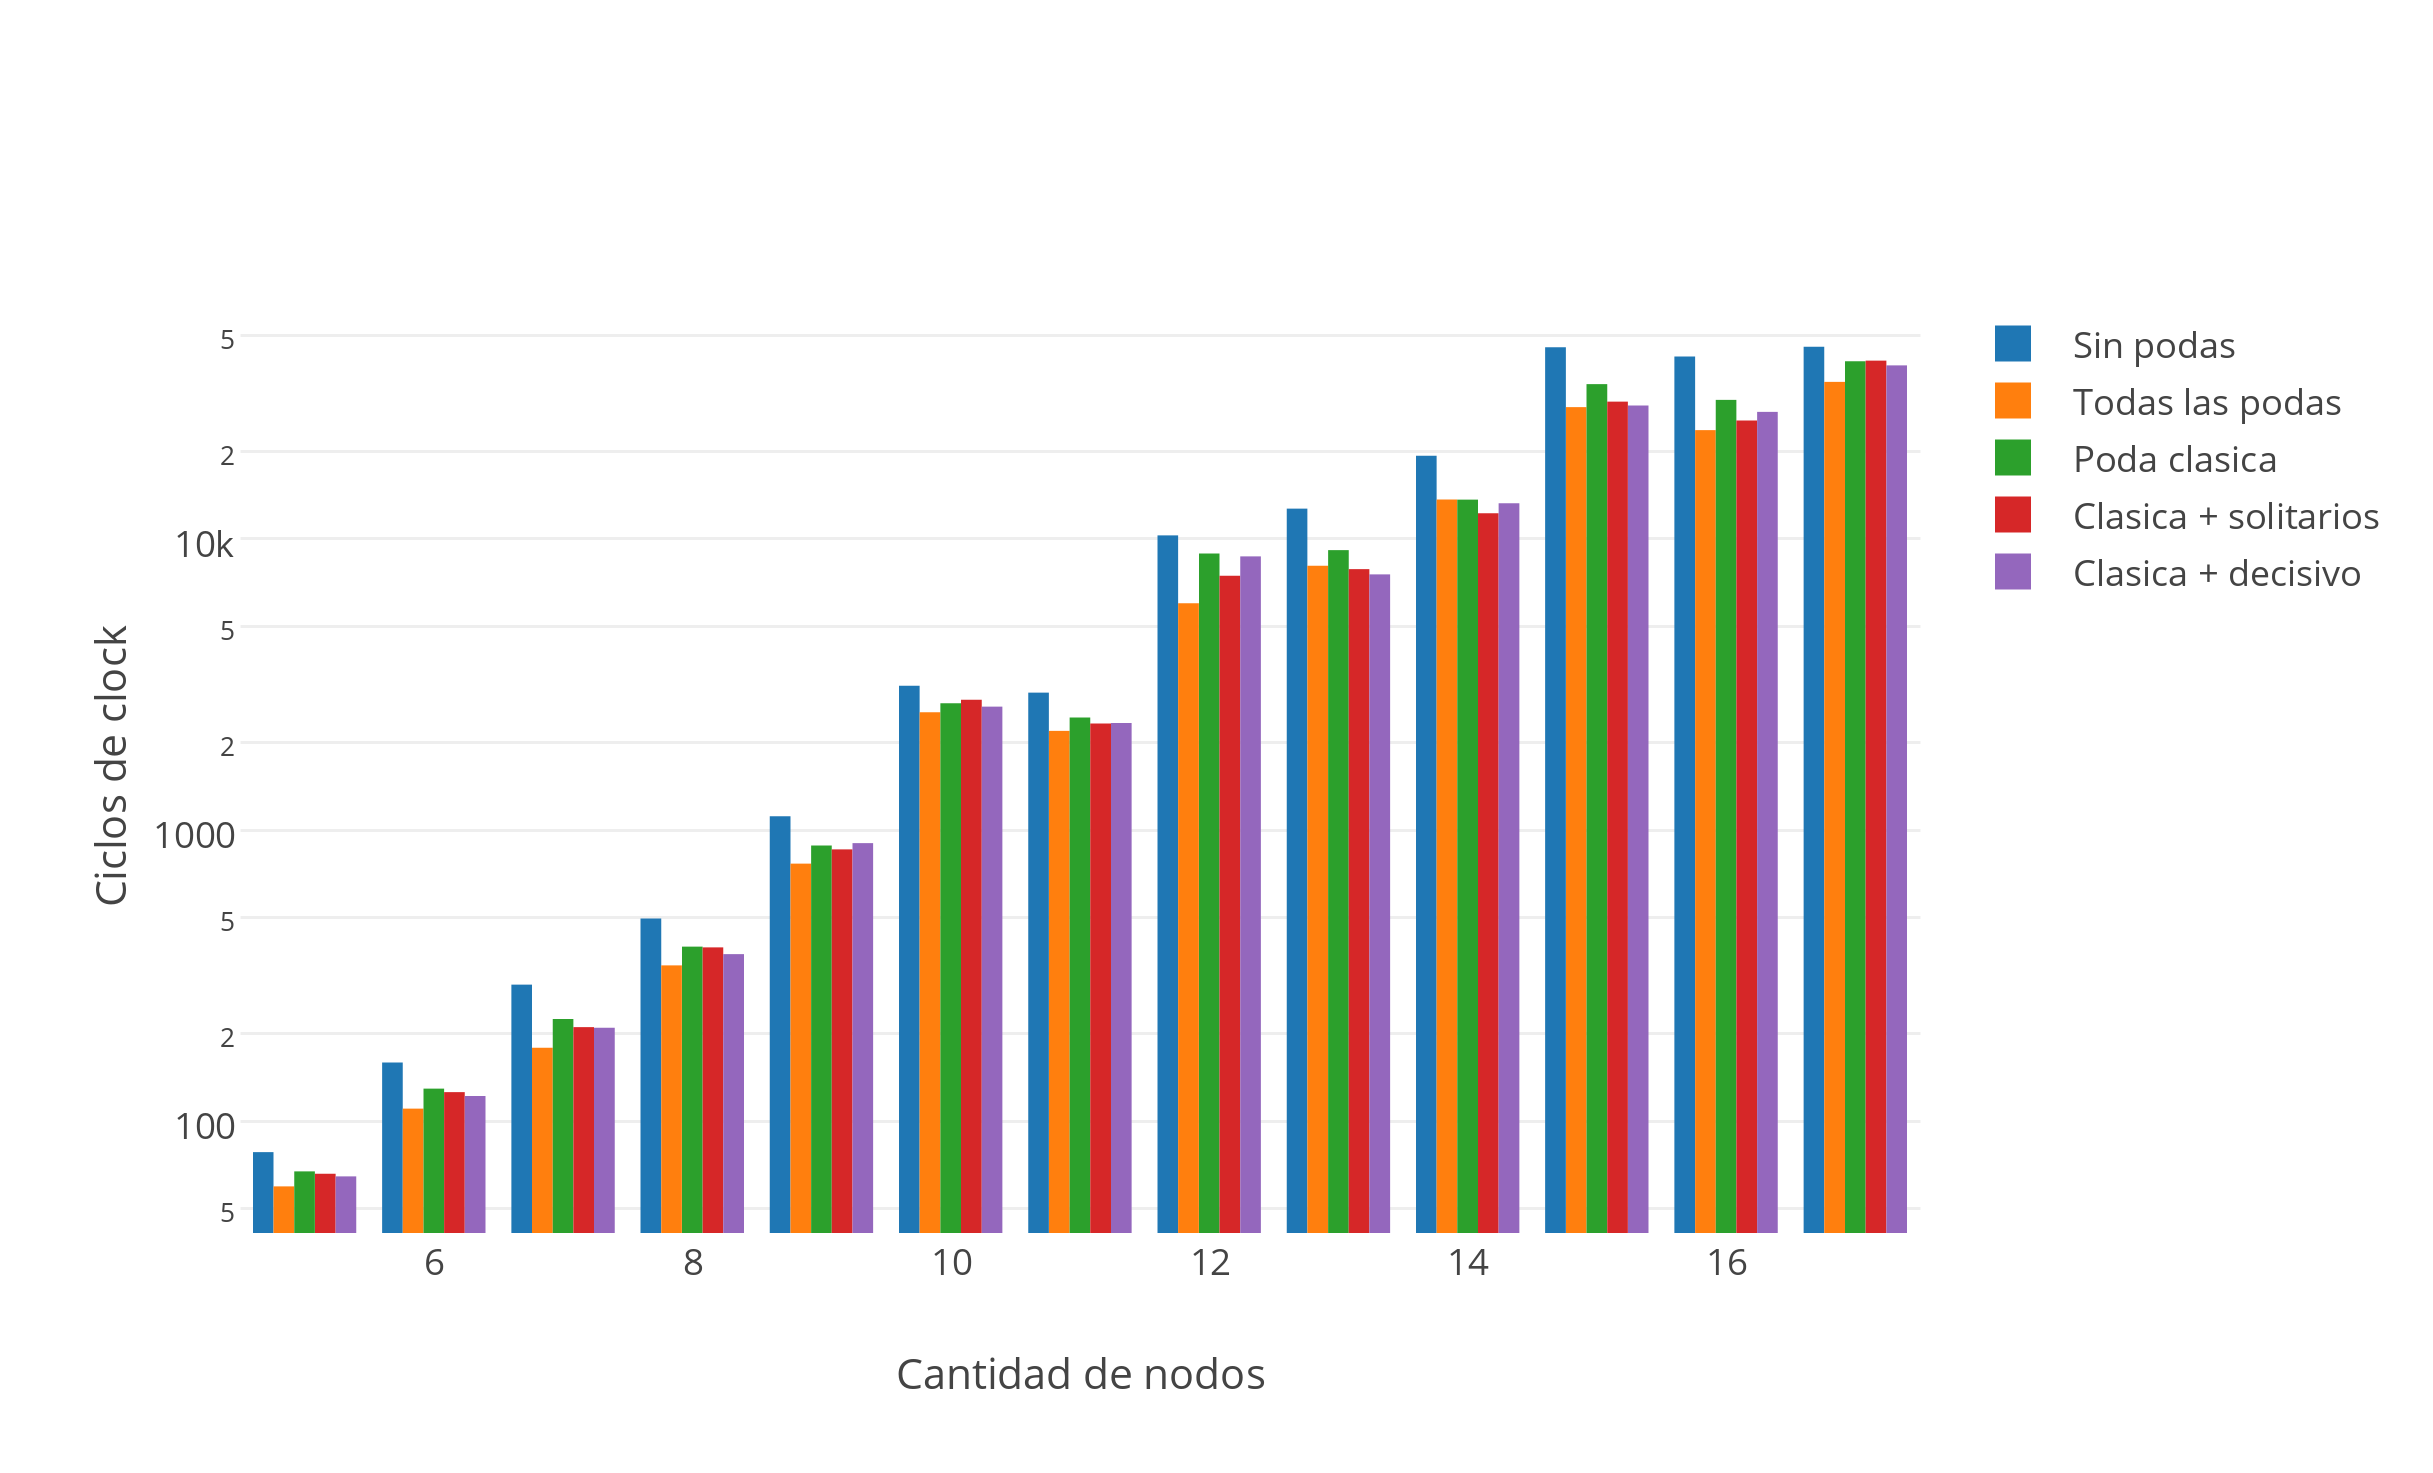 5
2
10k
5
2
1000
5
2
100
5
Ciclos de clock
6 8 10 12 14 16
Cantidad de nodos
Sin podas
Todas las podas
Poda clasica
Clasica + solitarios
Clasica + decisivo